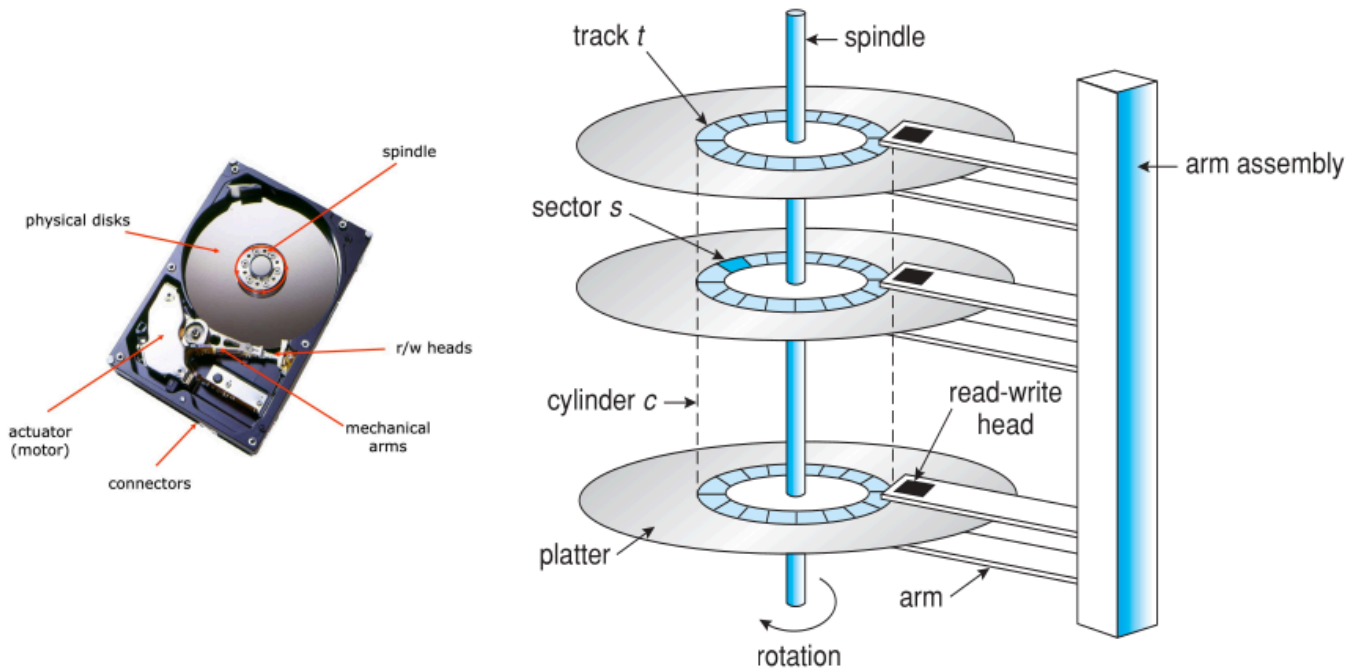 spindle
physical disks
r/w heads
mechanical
arms
actuator
(motor)
connectors
track t
spindle
arm assembly
sector s
cylinder c
read-write
head
platter
arm
rotation